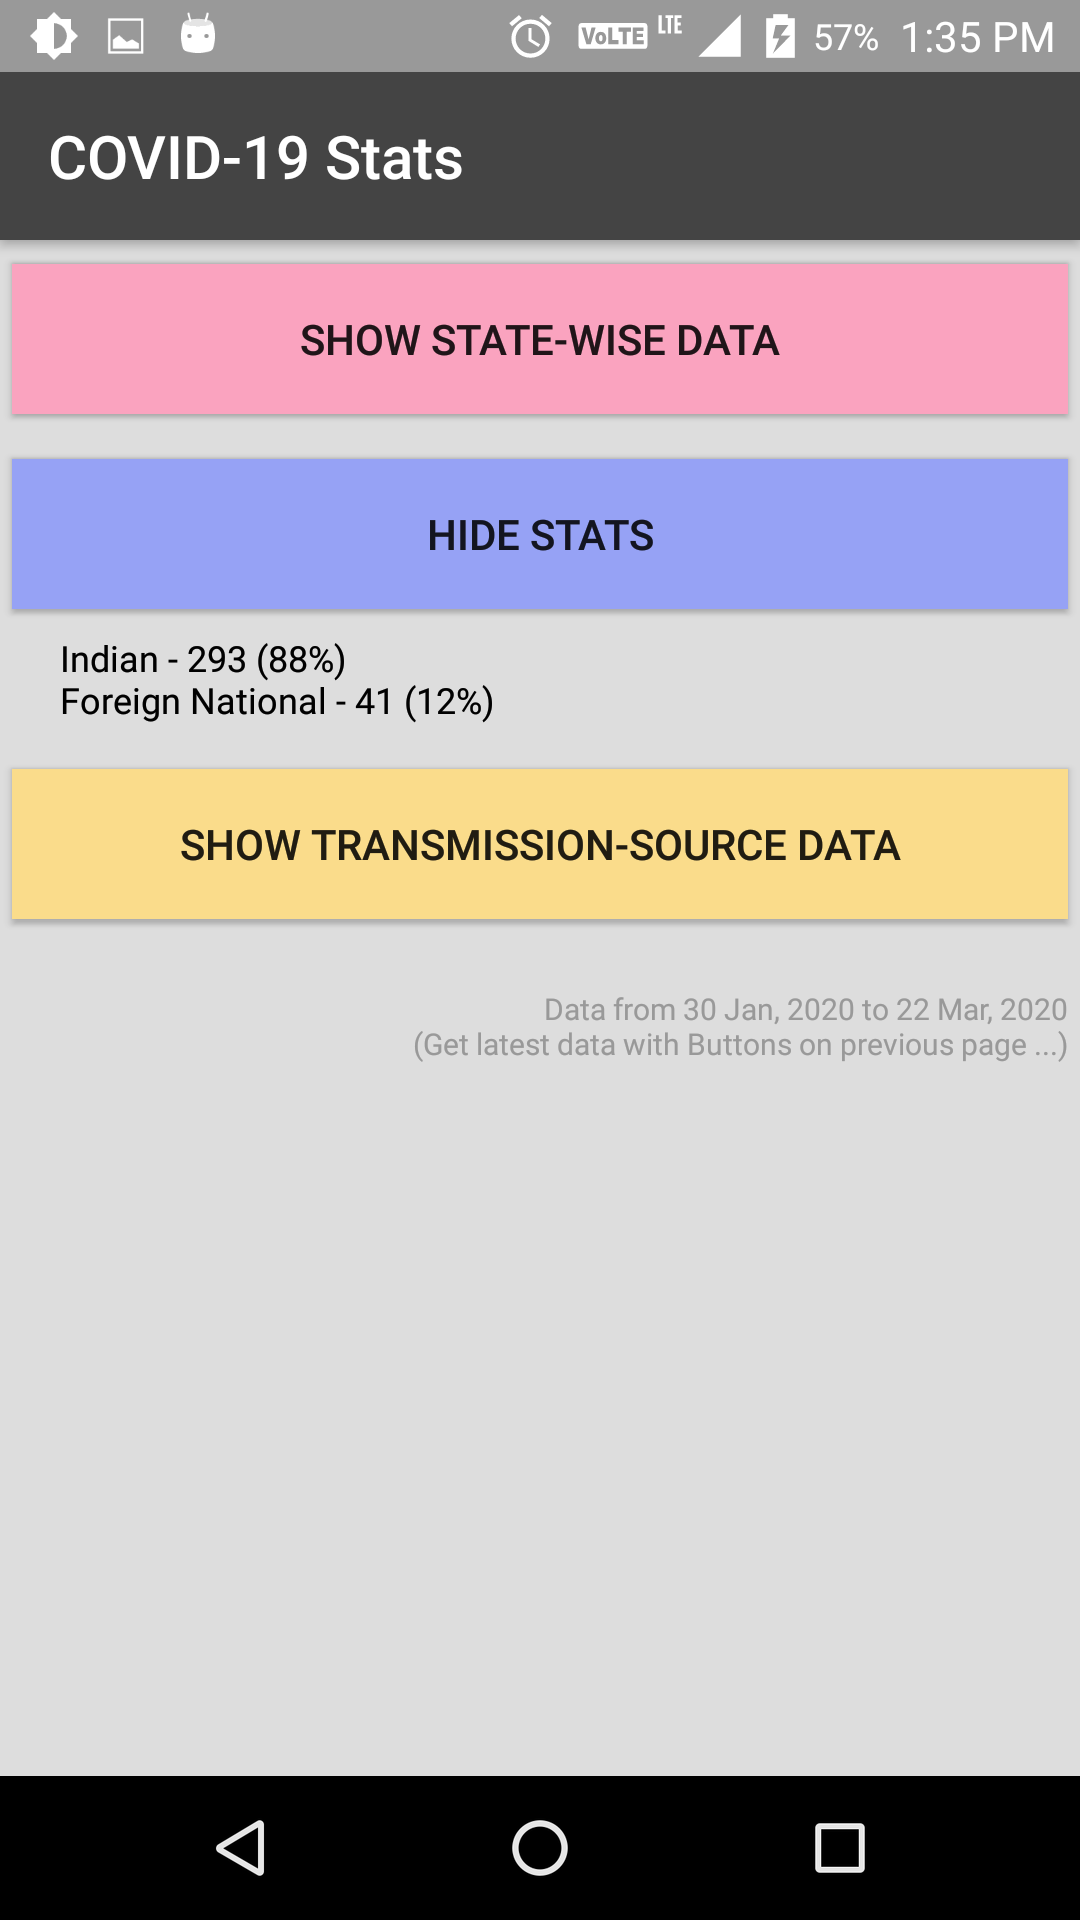 VoLTE LTE 57% 1:35 PM
COVID-19 Stats
SHOW STATE-WISE DATA
HIDE STATS
Indian - 293 (88%)
Foreign National - 41 (12%)
SHOW TRANSMISSION-SOURCE DATA
Data from 30 Jan, 2020 to 22 Mar, 2020
(Get latest data with Buttons on previous page ...)